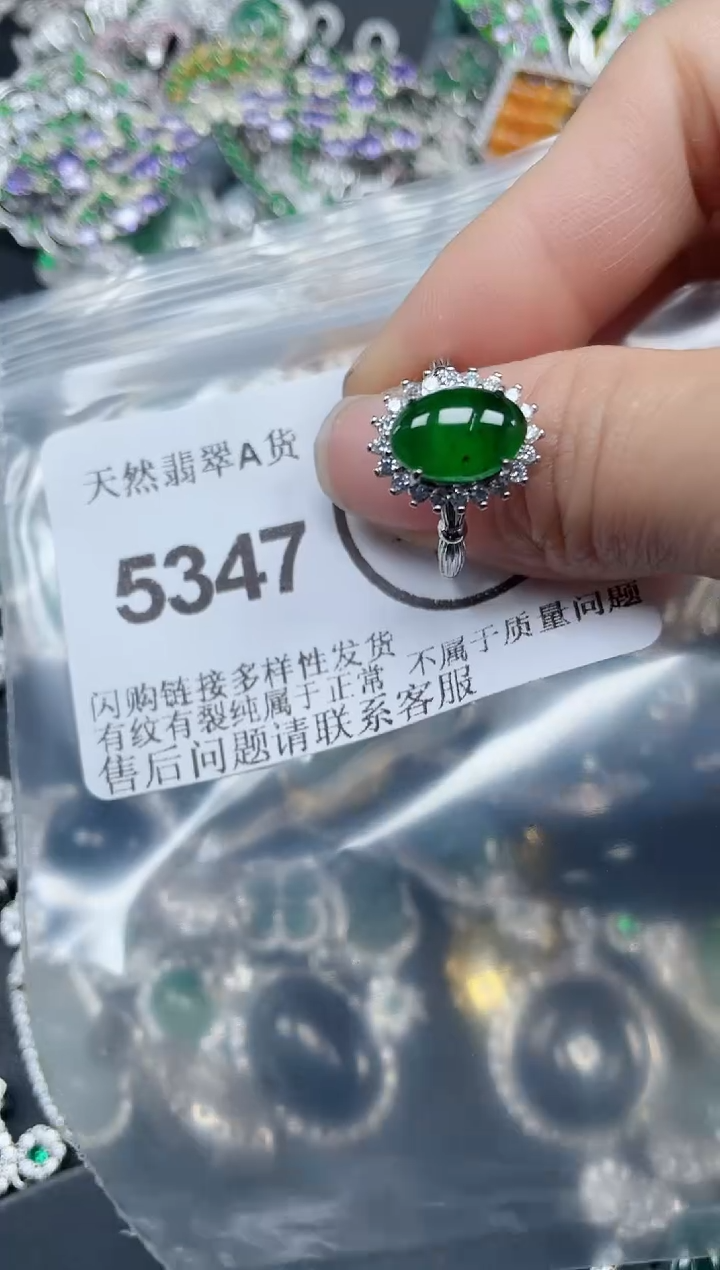 天然翡翠A货
5347
闪购链接多样性发货
有纹有裂纯属于正常 不属于质量问题
售后问题请联系客服